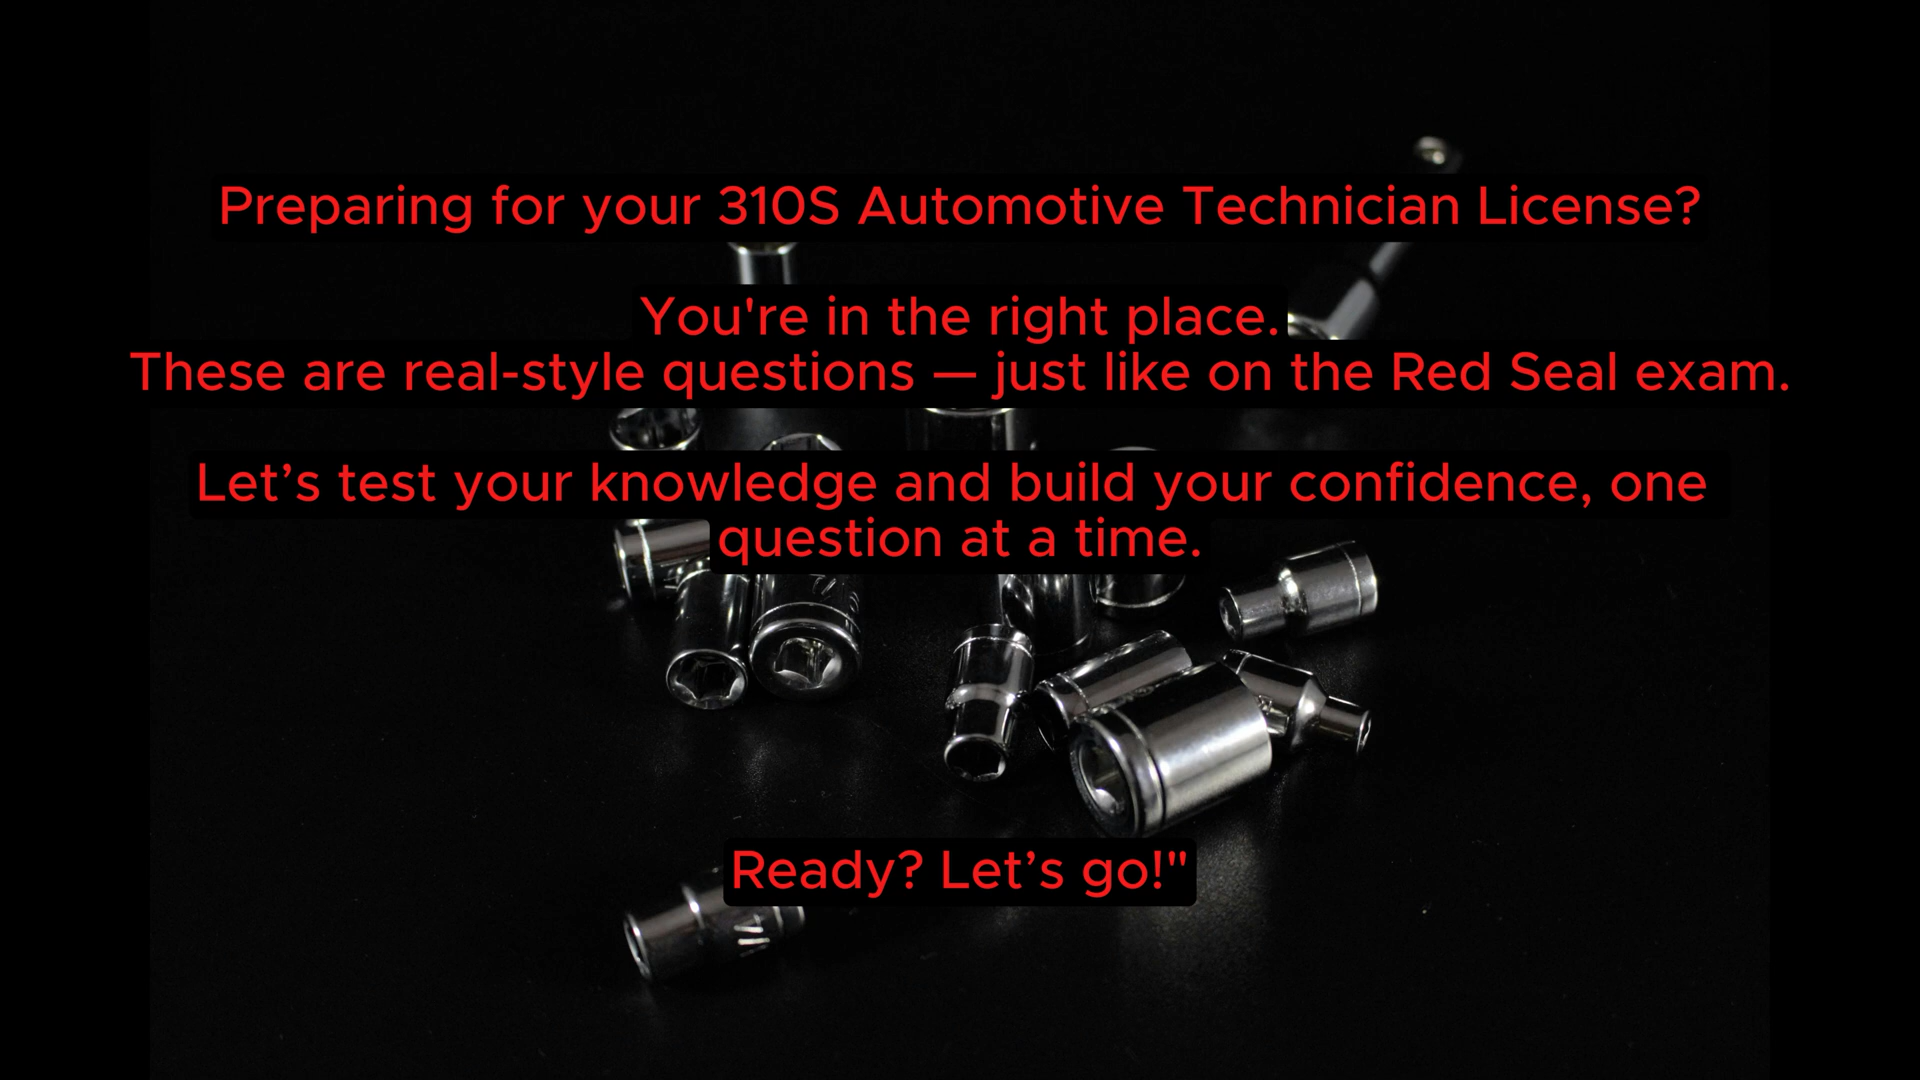 Preparing for your 310S Automotive Technician License?
You're in the right place.
These are real-style questions — just like on the Red Seal exam.
Let’s test your knowledge and build your confidence, one
question at a time.
Ready? Let’s go!"